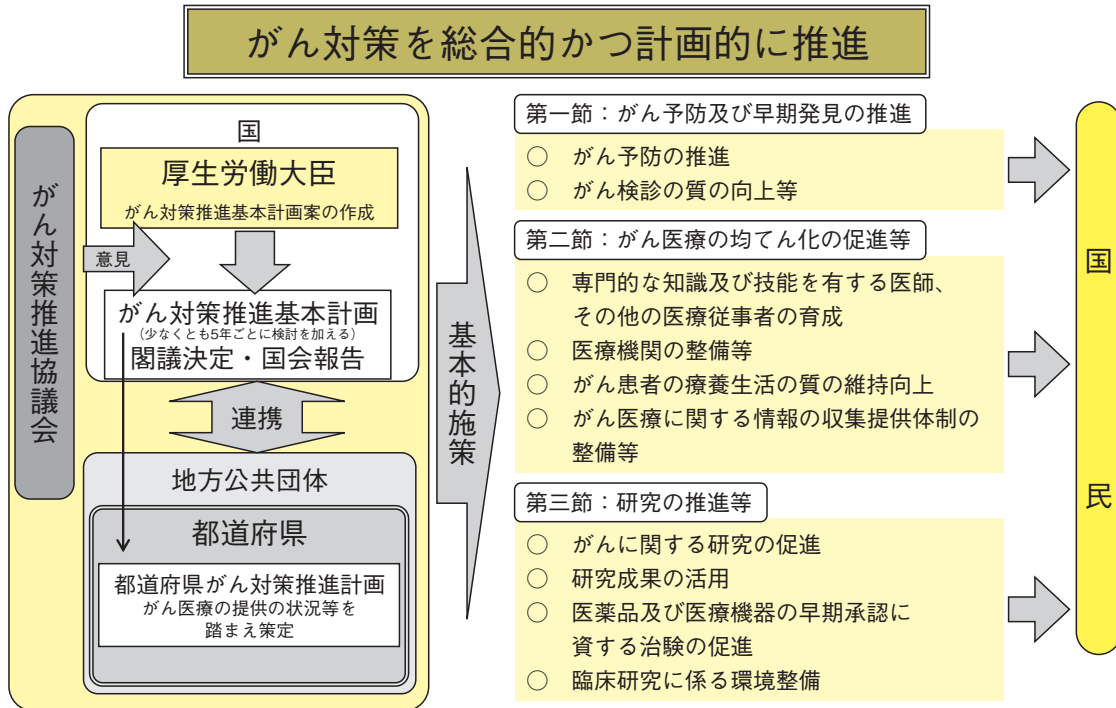 がん対策を総合的かつ計画的に推進
がん対策推進協議会
国
厚生労働大臣
がん対策推進基本計画案の作成
意見
がん対策推進基本計画
(少なくとも5年ごとに検討を加える)
閣議決定・国会報告
連携
地方公共団体
都道府県
都道府県がん対策推進計画
がん医療の提供の状況等を
踏まえ策定
基本的施策
第一節：がん予防及び早期発見の推進
○ がん予防の推進
○ がん検診の質の向上等
第二節：がん医療の均てん化の促進等
○ 専門的な知識及び技能を有する医師、
その他の医療従事者の育成
○ 医療機関の整備等
○ がん患者の療養生活の質の維持向上
○ がん医療に関する情報の収集提供体制の
整備等
第三節：研究の推進等
○ がんに関する研究の促進
○ 研究成果の活用
○ 医薬品及び医療機器の早期承認に
資する治験の促進
○ 臨床研究に係る環境整備
国民